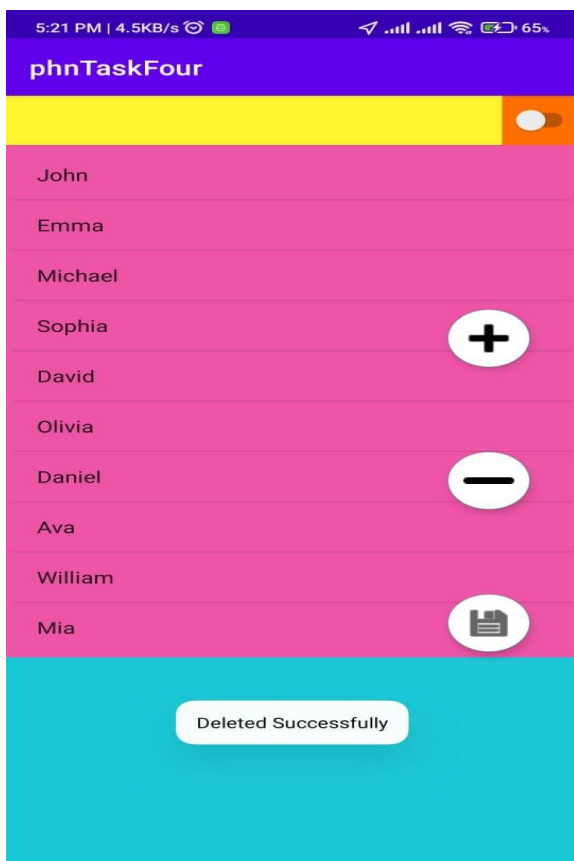 5:21 PM | 4.5KB/s 65%
phnTaskFour
John
Emma
Michael
Sophia
David
Olivia
Daniel
Ava
William
Mia
Deleted Successfully